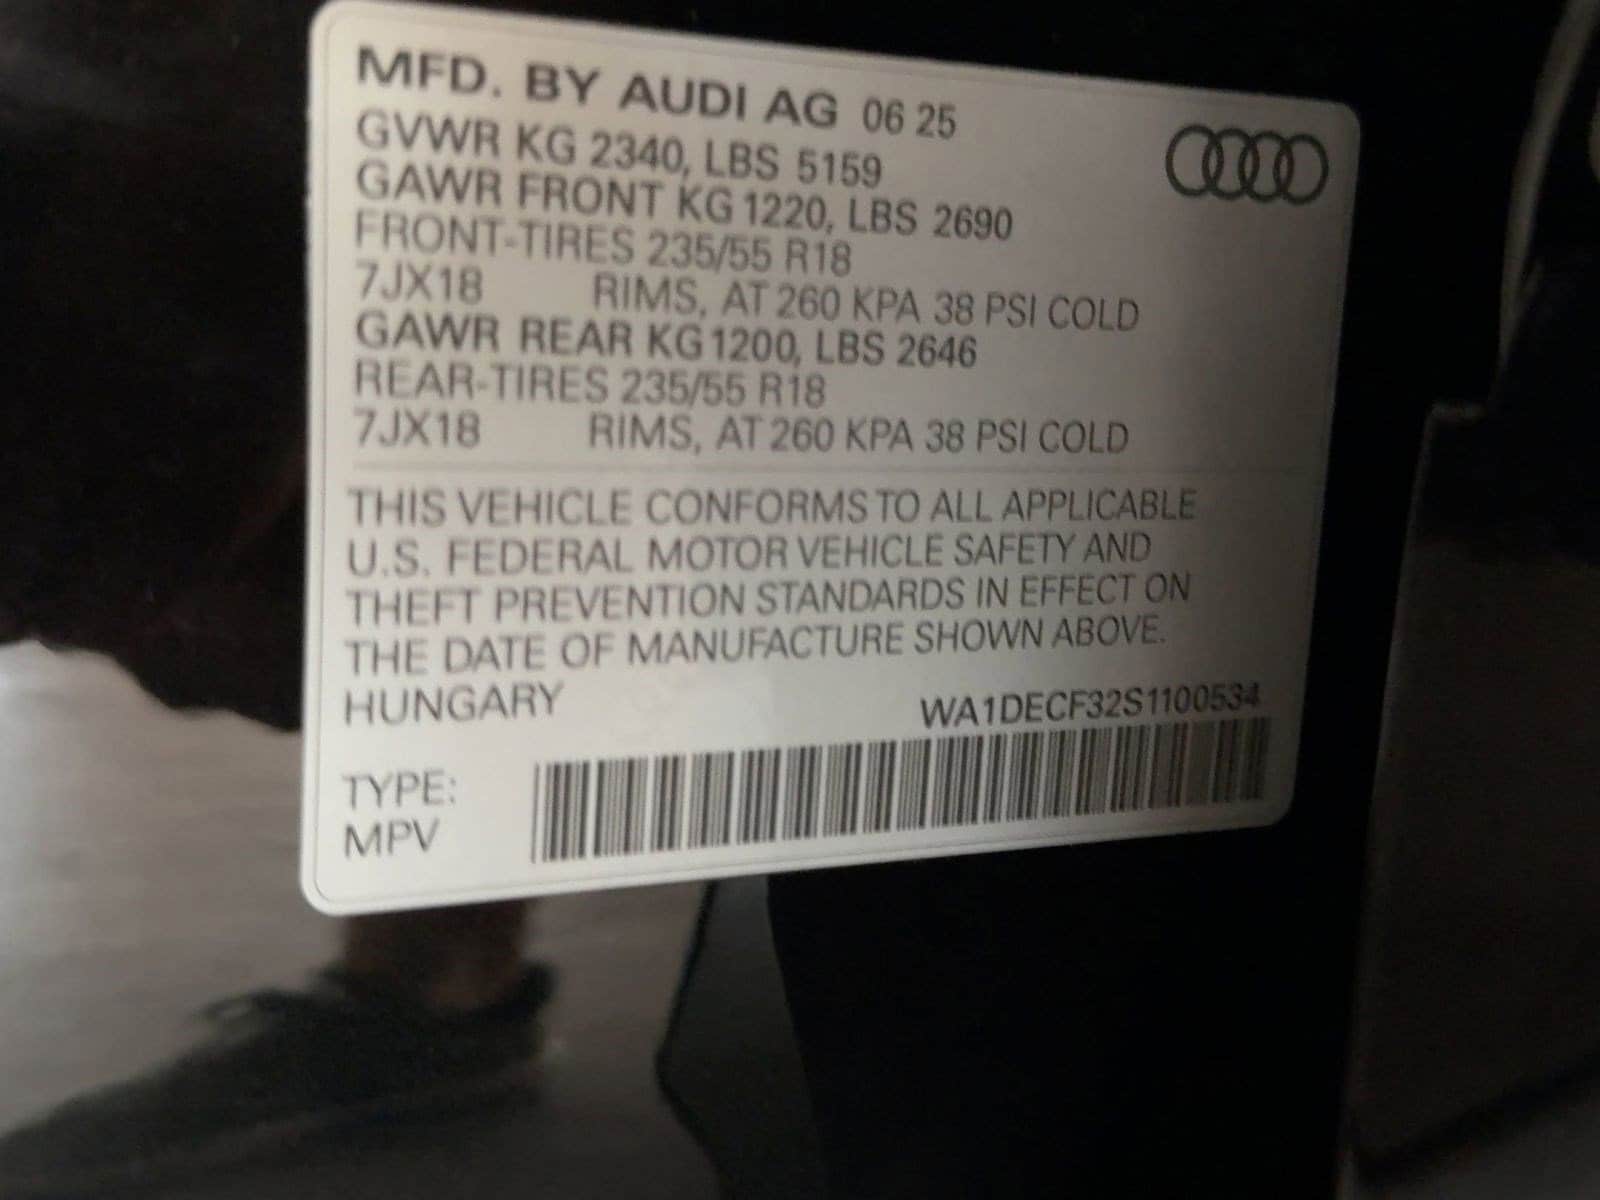 MFD. BY AUDI AG 06 25
GVWR KG 2340, LBS 5159
GAWR FRONT KG 1220, LBS 2690
FRONT-TIRES 235/55 R18
7JX18 RIMS, AT 260 KPA 38 PSI COLD
GAWR REAR KG 1200, LBS 2646
REAR-TIRES 235/55 R18
7JX18 RIMS, AT 260 KPA 38 PSI COLD
THIS VEHICLE CONFORMS TO ALL APPLICABLE
U.S. FEDERAL MOTOR VEHICLE SAFETY AND
THEFT PREVENTION STANDARDS IN EFFECT ON
THE DATE OF MANUFACTURE SHOWN ABOVE.
HUNGARY WA1DECF32S1100534
TYPE:
MPV